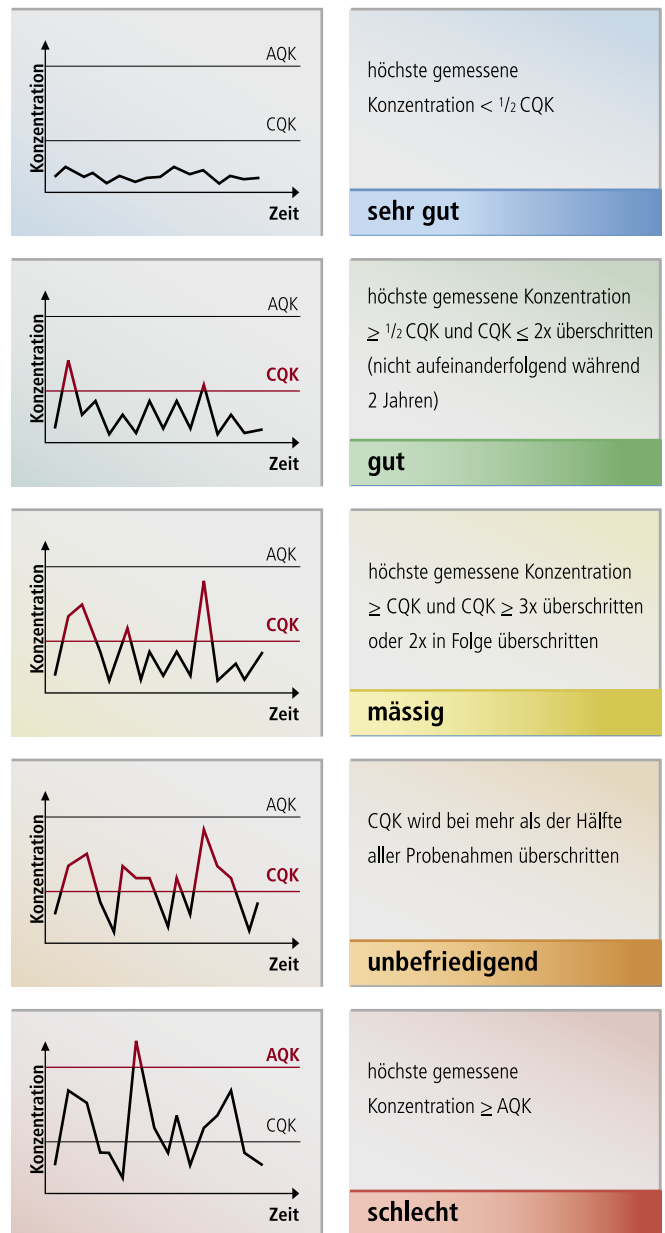 AQK
CQK
Konzentration
Zeit
höchste gemessene
Konzentration < 1/2 CQK
sehr gut
AQK
CQK
Konzentration
Zeit
höchste gemessene Konzentration
≥ 1/2 CQK und CQK ≤ 2x überschritten
(nicht aufeinanderfolgend während
2 Jahren)
gut
AQK
CQK
Konzentration
Zeit
höchste gemessene Konzentration
≥ CQK und CQK ≥ 3x überschritten
oder 2x in Folge überschritten
mässig
AQK
CQK
Konzentration
Zeit
CQK wird bei mehr als der Hälfte
aller Probenahmen überschritten
unbefriedigend
AQK
CQK
Konzentration
Zeit
höchste gemessene
Konzentration ≥ AQK
schlecht